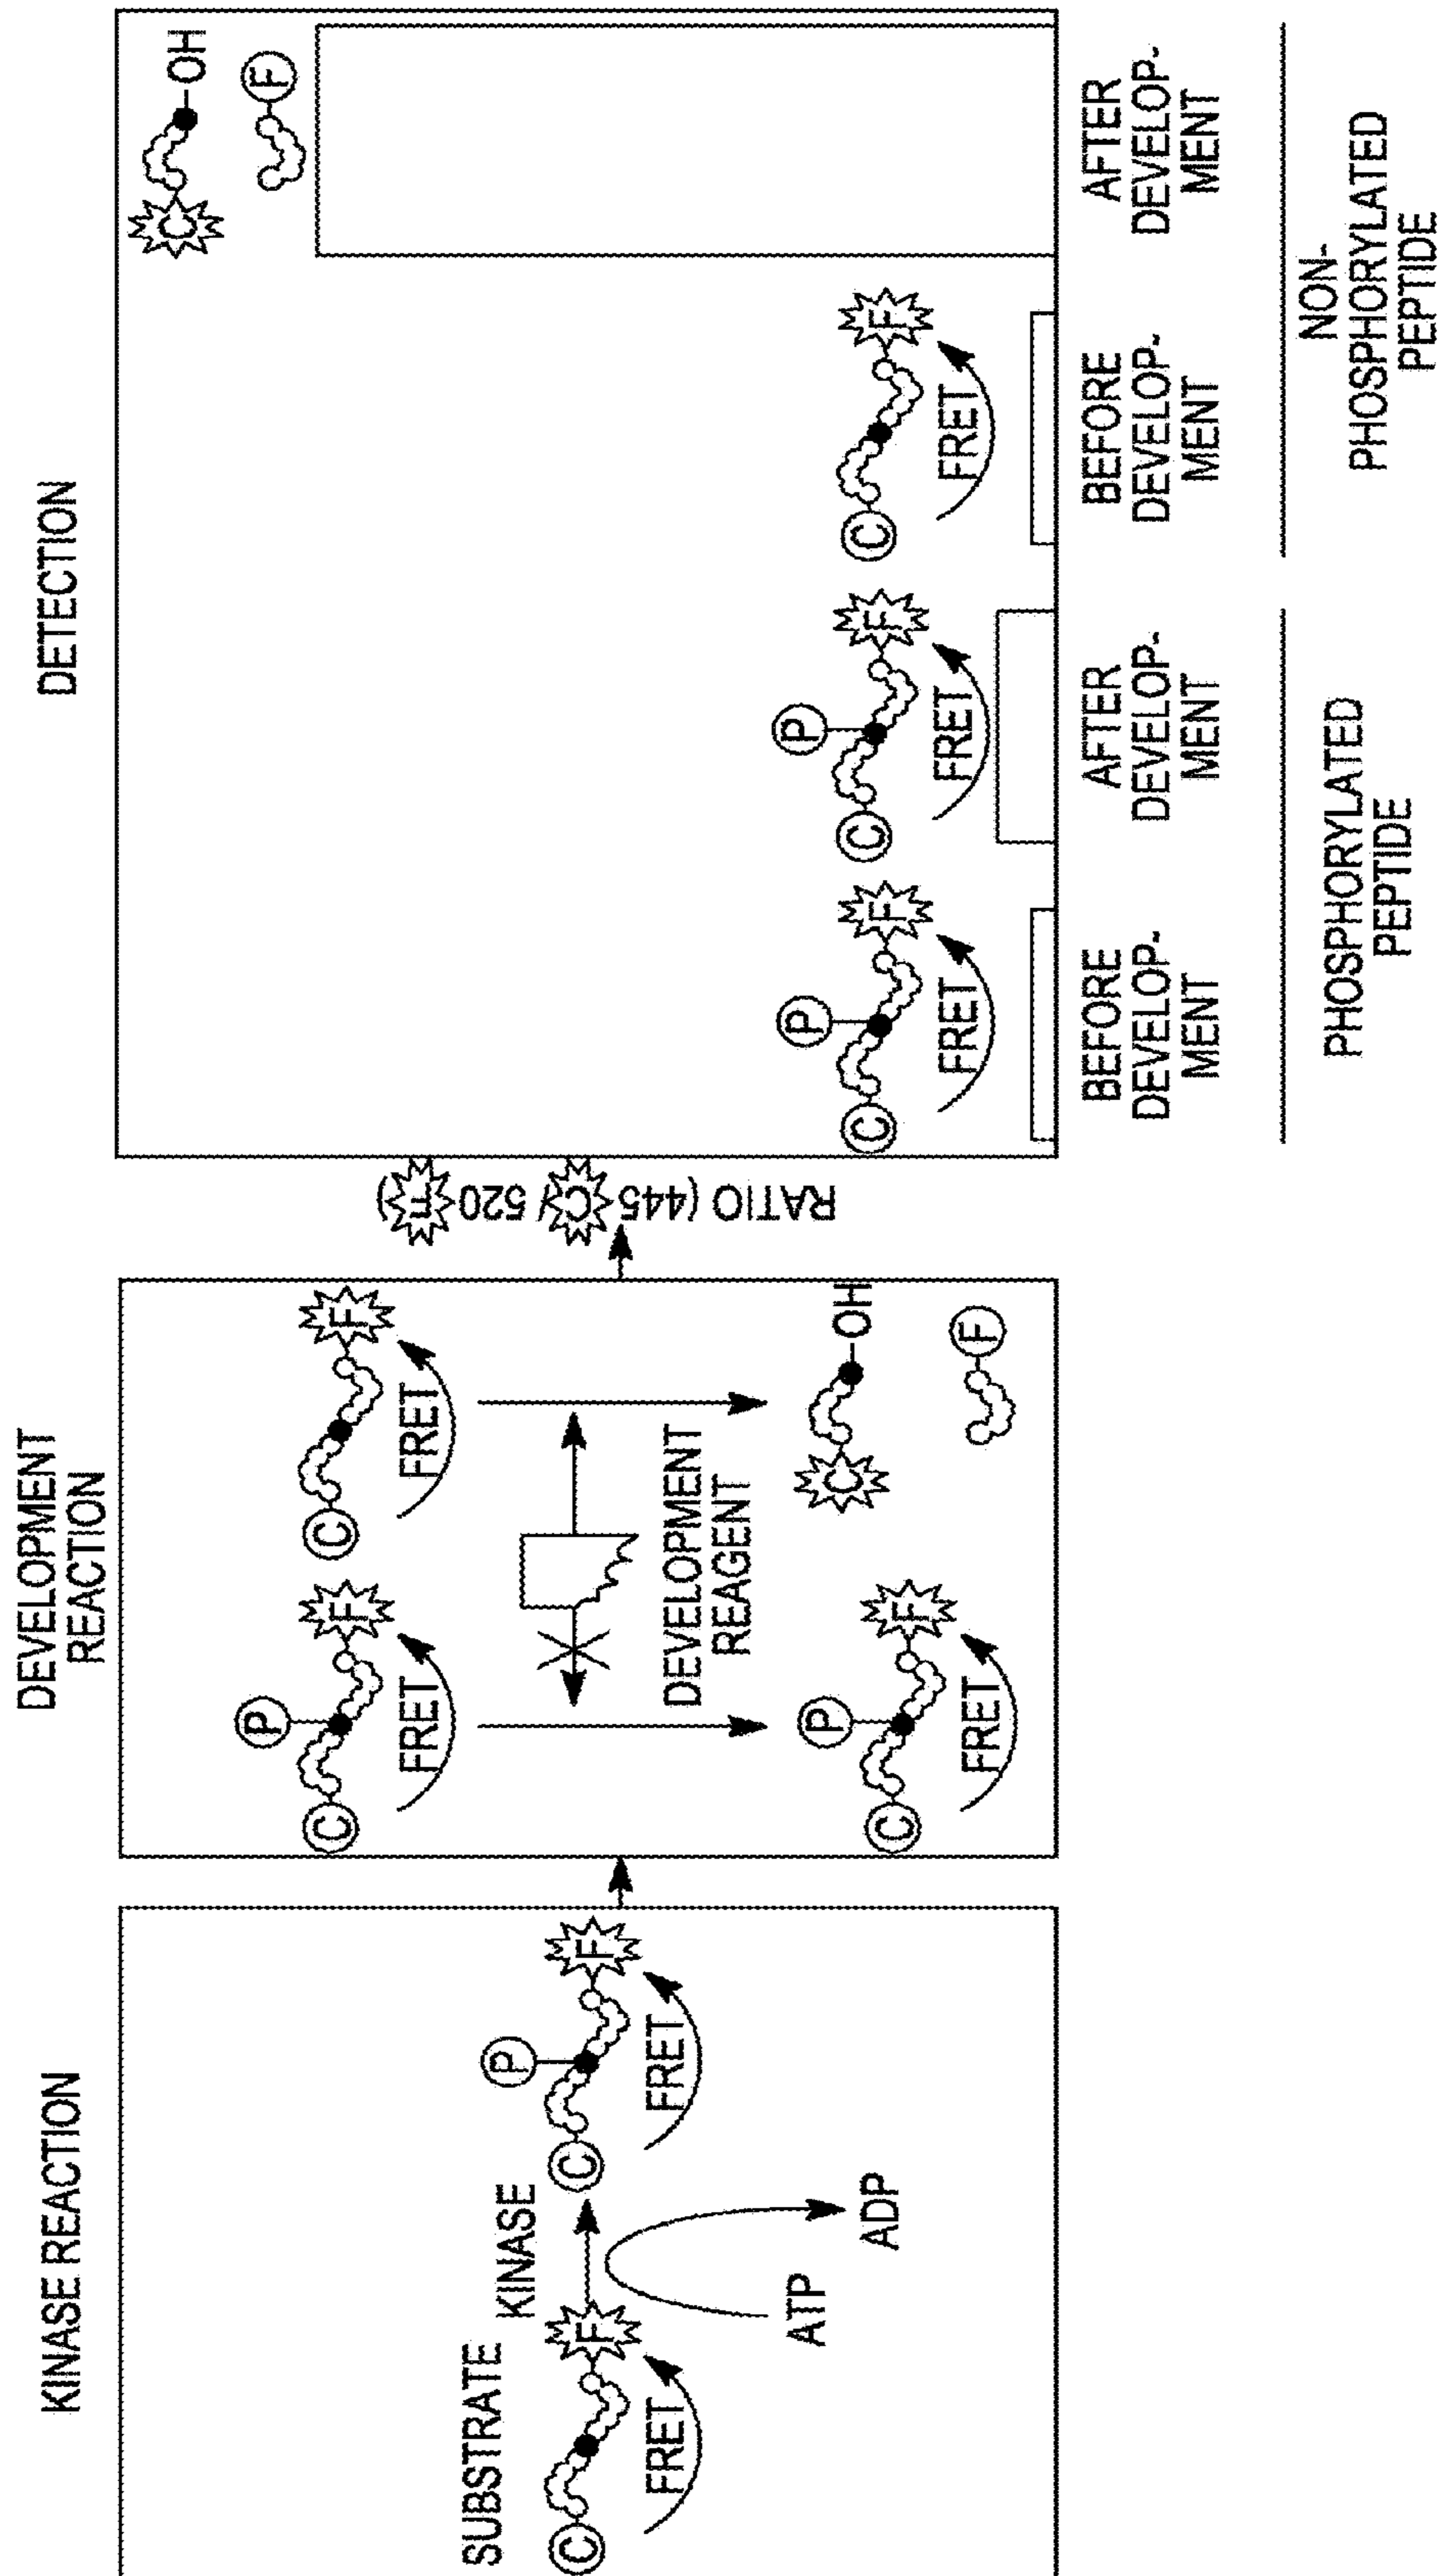 KINASE REACTION
SUBSTRATE
KINASE
C
F
FRET
P
C
F
FRET
ATP
ADP
DEVELOPMENT
REACTION
P
C
F
FRET
C
F
FRET
DEVELOPMENT
REAGENT
P
C
F
FRET
C
OH
F
DETECTION
RATIO (445 C / 520 F )
P
C
F
FRET
P
C
F
FRET
C
F
FRET
C
OH
F
BEFORE
DEVELOP-
MENT
AFTER
DEVELOP-
MENT
BEFORE
DEVELOP-
MENT
AFTER
DEVELOP-
MENT
PHOSPHORYLATED
PEPTIDE
NON-
PHOSPHORYLATED
PEPTIDE